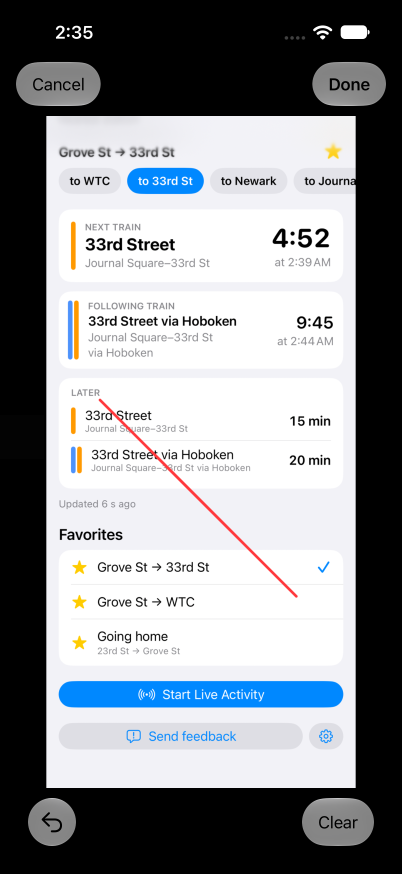 2:35
Cancel
Done
Grove St → 33rd St
to WTC
to 33rd St
to Newark
to Journa
NEXT TRAIN
33rd Street
Journal Square–33rd St
4:52
at 2:39 AM
FOLLOWING TRAIN
33rd Street via Hoboken
Journal Square–33rd St
via Hoboken
9:45
at 2:44 AM
LATER
33rd Street
Journal Square–33rd St
15 min
33rd Street via Hoboken
Journal Square–33rd St via Hoboken
20 min
Updated 6 s ago
Favorites
Grove St → 33rd St
Grove St → WTC
Going home
23rd St → Grove St
Start Live Activity
Send feedback
Clear